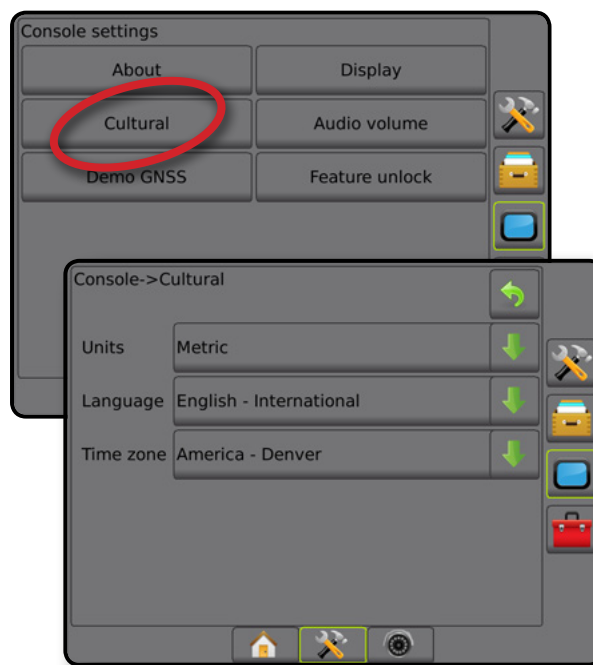 Console settings
About
Display
Cultural
Audio volume
Demo GNSS
Feature unlock
Console->Cultural
Units Metric
Language English - International
Time zone America - Denver